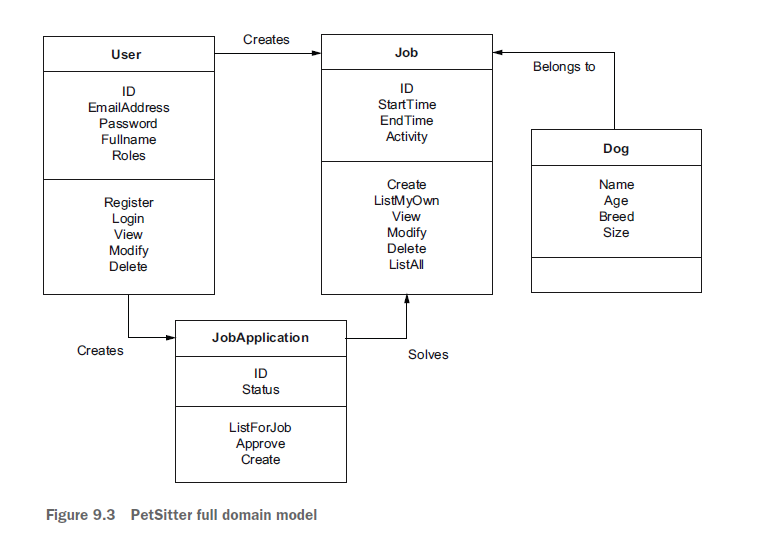 Creates
User
ID
EmailAddress
Password
Fullname
Roles
Register
Login
View
Modify
Delete
Job
ID
StartTime
EndTime
Activity
Create
ListMyOwn
View
Modify
Delete
ListAll
Belongs to
Dog
Name
Age
Breed
Size
Creates
JobApplication
ID
Status
ListForJob
Approve
Create
Solves
Figure 9.3 PetSitter full domain model